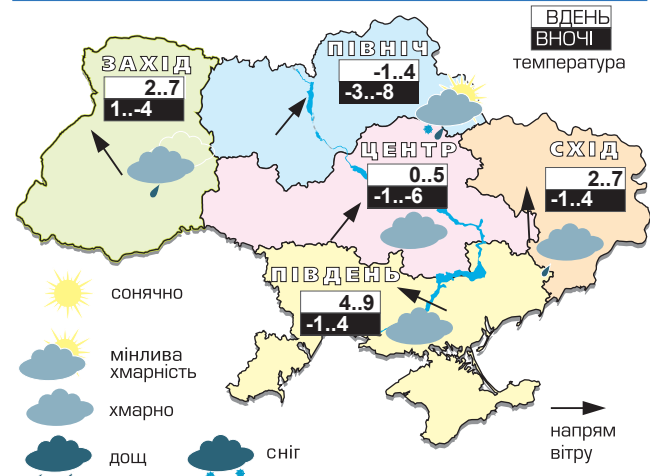 ВДЕНЬ
ВНОЧІ
температура
ЗАХІД
2..7
1..-4
ПІВНІЧ
-1..4
-3..-8
ЦЕНТР
0..5
-1..-6
СХІД
2..7
-1..4
ПІВДЕНЬ
4..9
-1..4
сонячно
мінлива
хмарність
хмарно
дощ
сніг
напрям
вітру